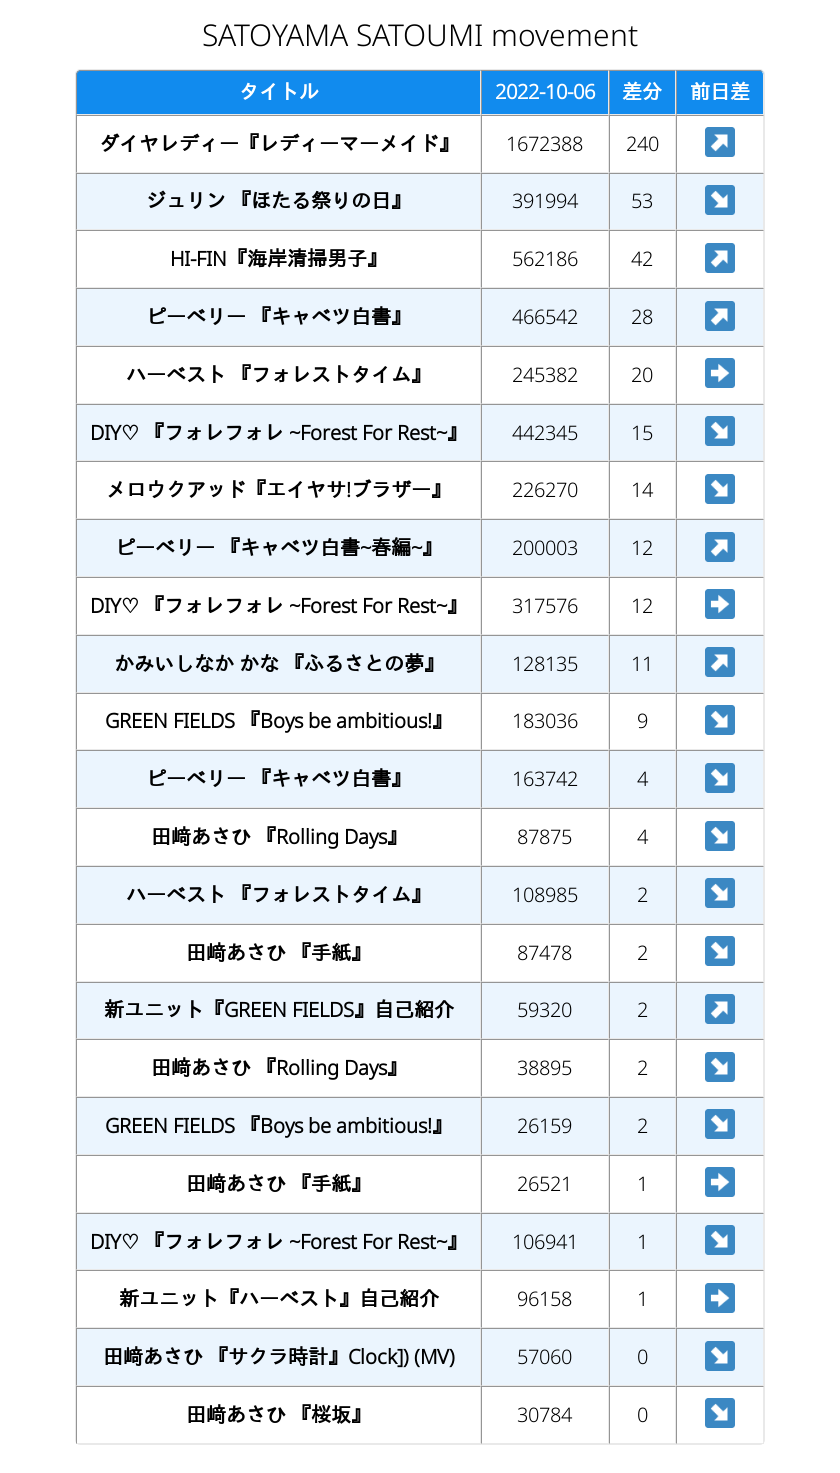 SATOYAMA SATOUMI movement
タイトル 2022-10-06 差分 前日差
ダイヤレディー『レディーマーメイド』 1672388 240 ↗
ジュリン 『ほたる祭りの日』 391994 53 ↘
HI-FIN『海岸清掃男子』 562186 42 ↗
ピーベリー 『キャベツ白書』 466542 28 ↗
ハーベスト 『フォレストタイム』 245382 20 ➡
DIY♡ 『フォレフォレ ~Forest For Rest~』 442345 15 ↘
メロウクアッド『エイヤサ!ブラザー』 226270 14 ↘
ピーベリー 『キャベツ白書~春編~』 200003 12 ↗
DIY♡ 『フォレフォレ ~Forest For Rest~』 317576 12 ➡
かみいしなか かな 『ふるさとの夢』 128135 11 ↗
GREEN FIELDS 『Boys be ambitious!』 183036 9 ↘
ピーベリー 『キャベツ白書』 163742 4 ↘
田﨑あさひ 『Rolling Days』 87875 4 ↘
ハーベスト 『フォレストタイム』 108985 2 ↘
田﨑あさひ 『手紙』 87478 2 ↘
新ユニット『GREEN FIELDS』自己紹介 59320 2 ↗
田﨑あさひ 『Rolling Days』 38895 2 ↘
GREEN FIELDS 『Boys be ambitious!』 26159 2 ↘
田﨑あさひ 『手紙』 26521 1 ➡
DIY♡ 『フォレフォレ ~Forest For Rest~』 106941 1 ↘
新ユニット『ハーベスト』自己紹介 96158 1 ➡
田﨑あさひ 『サクラ時計』Clock]) (MV) 57060 0 ↘
田﨑あさひ 『桜坂』 30784 0 ↘